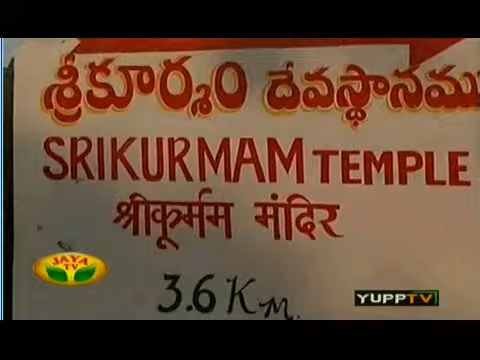 శ్రీకూర్మం దేవస్థానము
SRIKURMAM TEMPLE
श्रीकूर्मम मंदिर
3.6 Km.
JAYA TV
YUPPTV